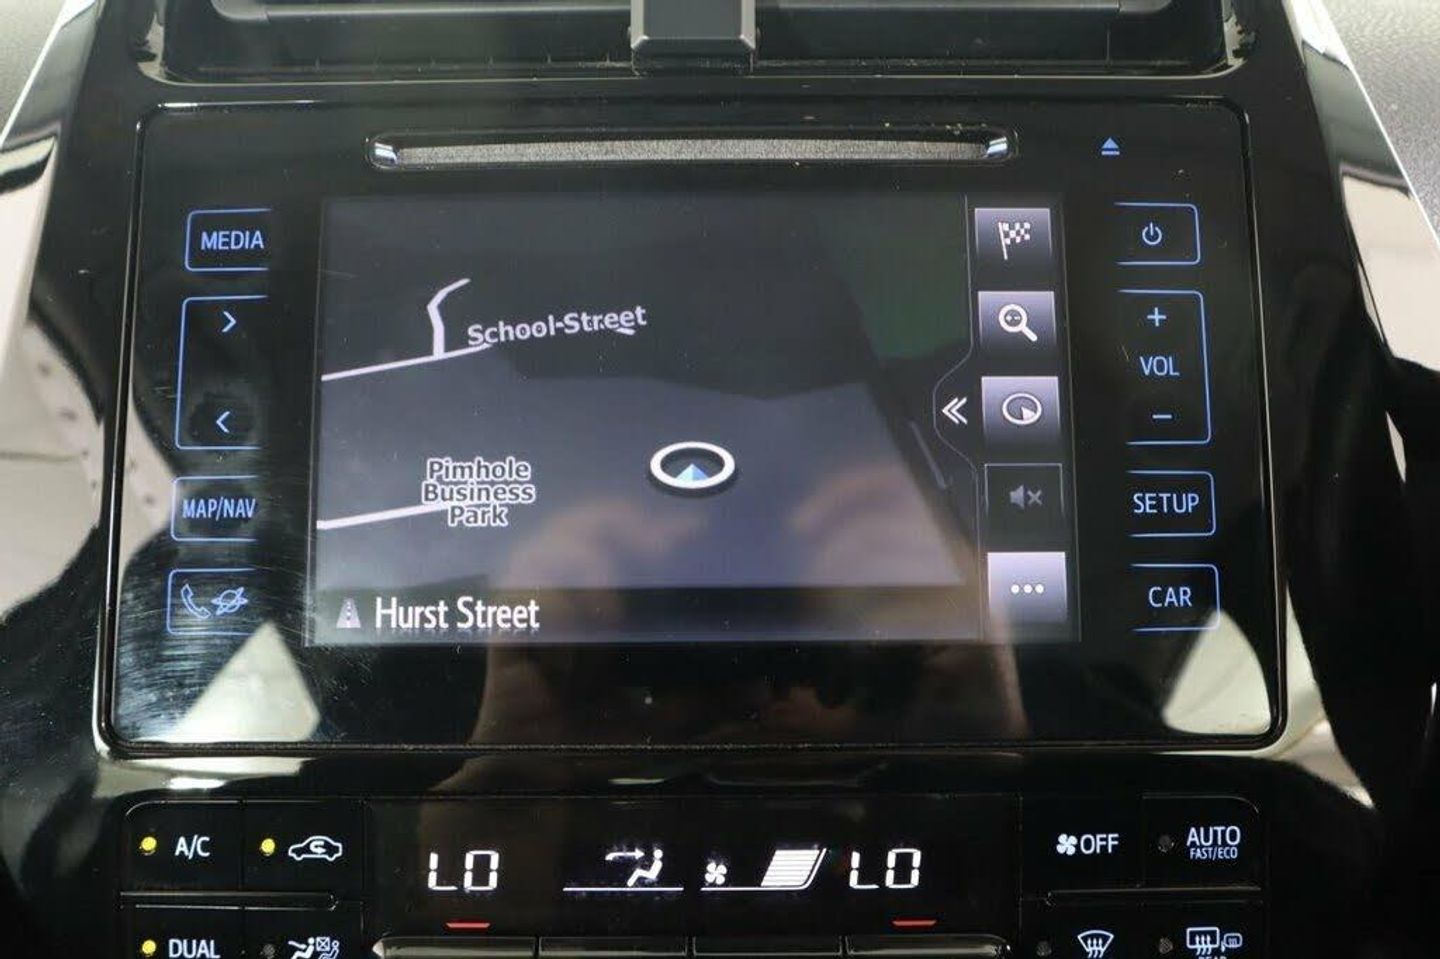 MEDIA
MAP/NAV
School-Street
Pimhole
Business
Park
Hurst Street
+
VOL
-
SETUP
CAR
A/C
LO
LO
OFF
AUTO
FAST/ECO
DUAL